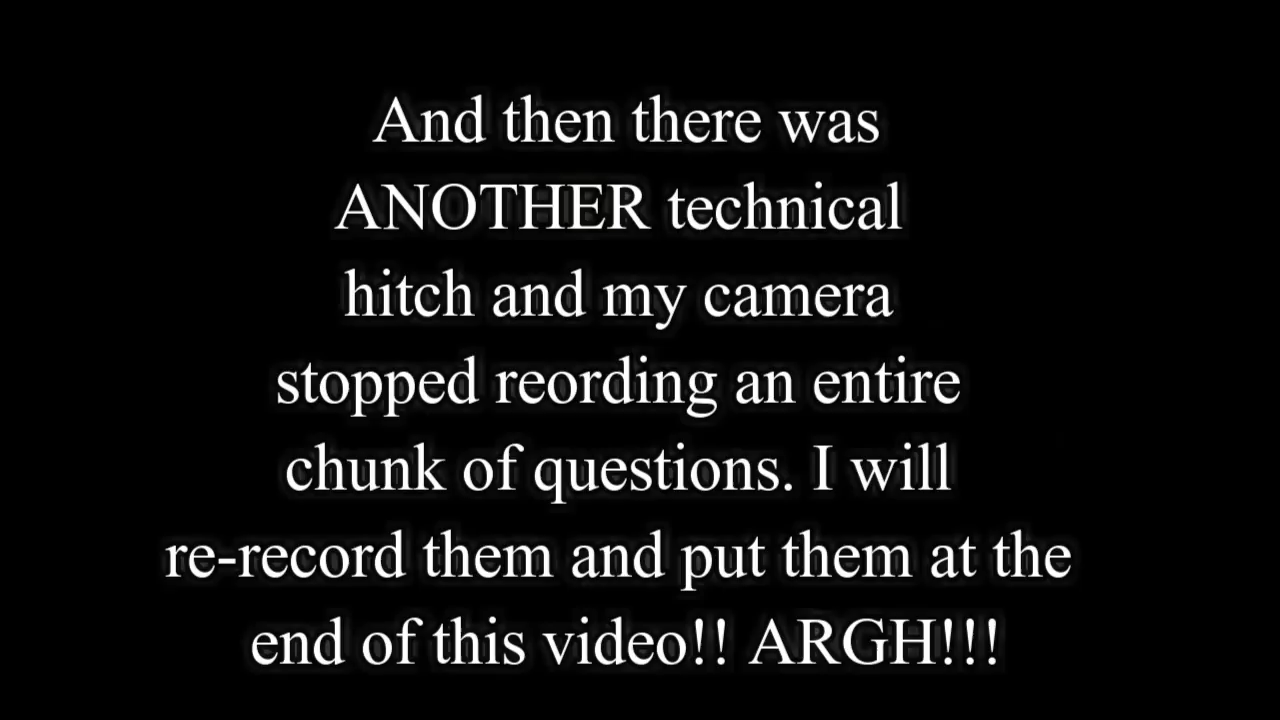 And then there was
ANOTHER technical
hitch and my camera
stopped reording an entire
chunk of questions. I will
re-record them and put them at the
end of this video!! ARGH!!!